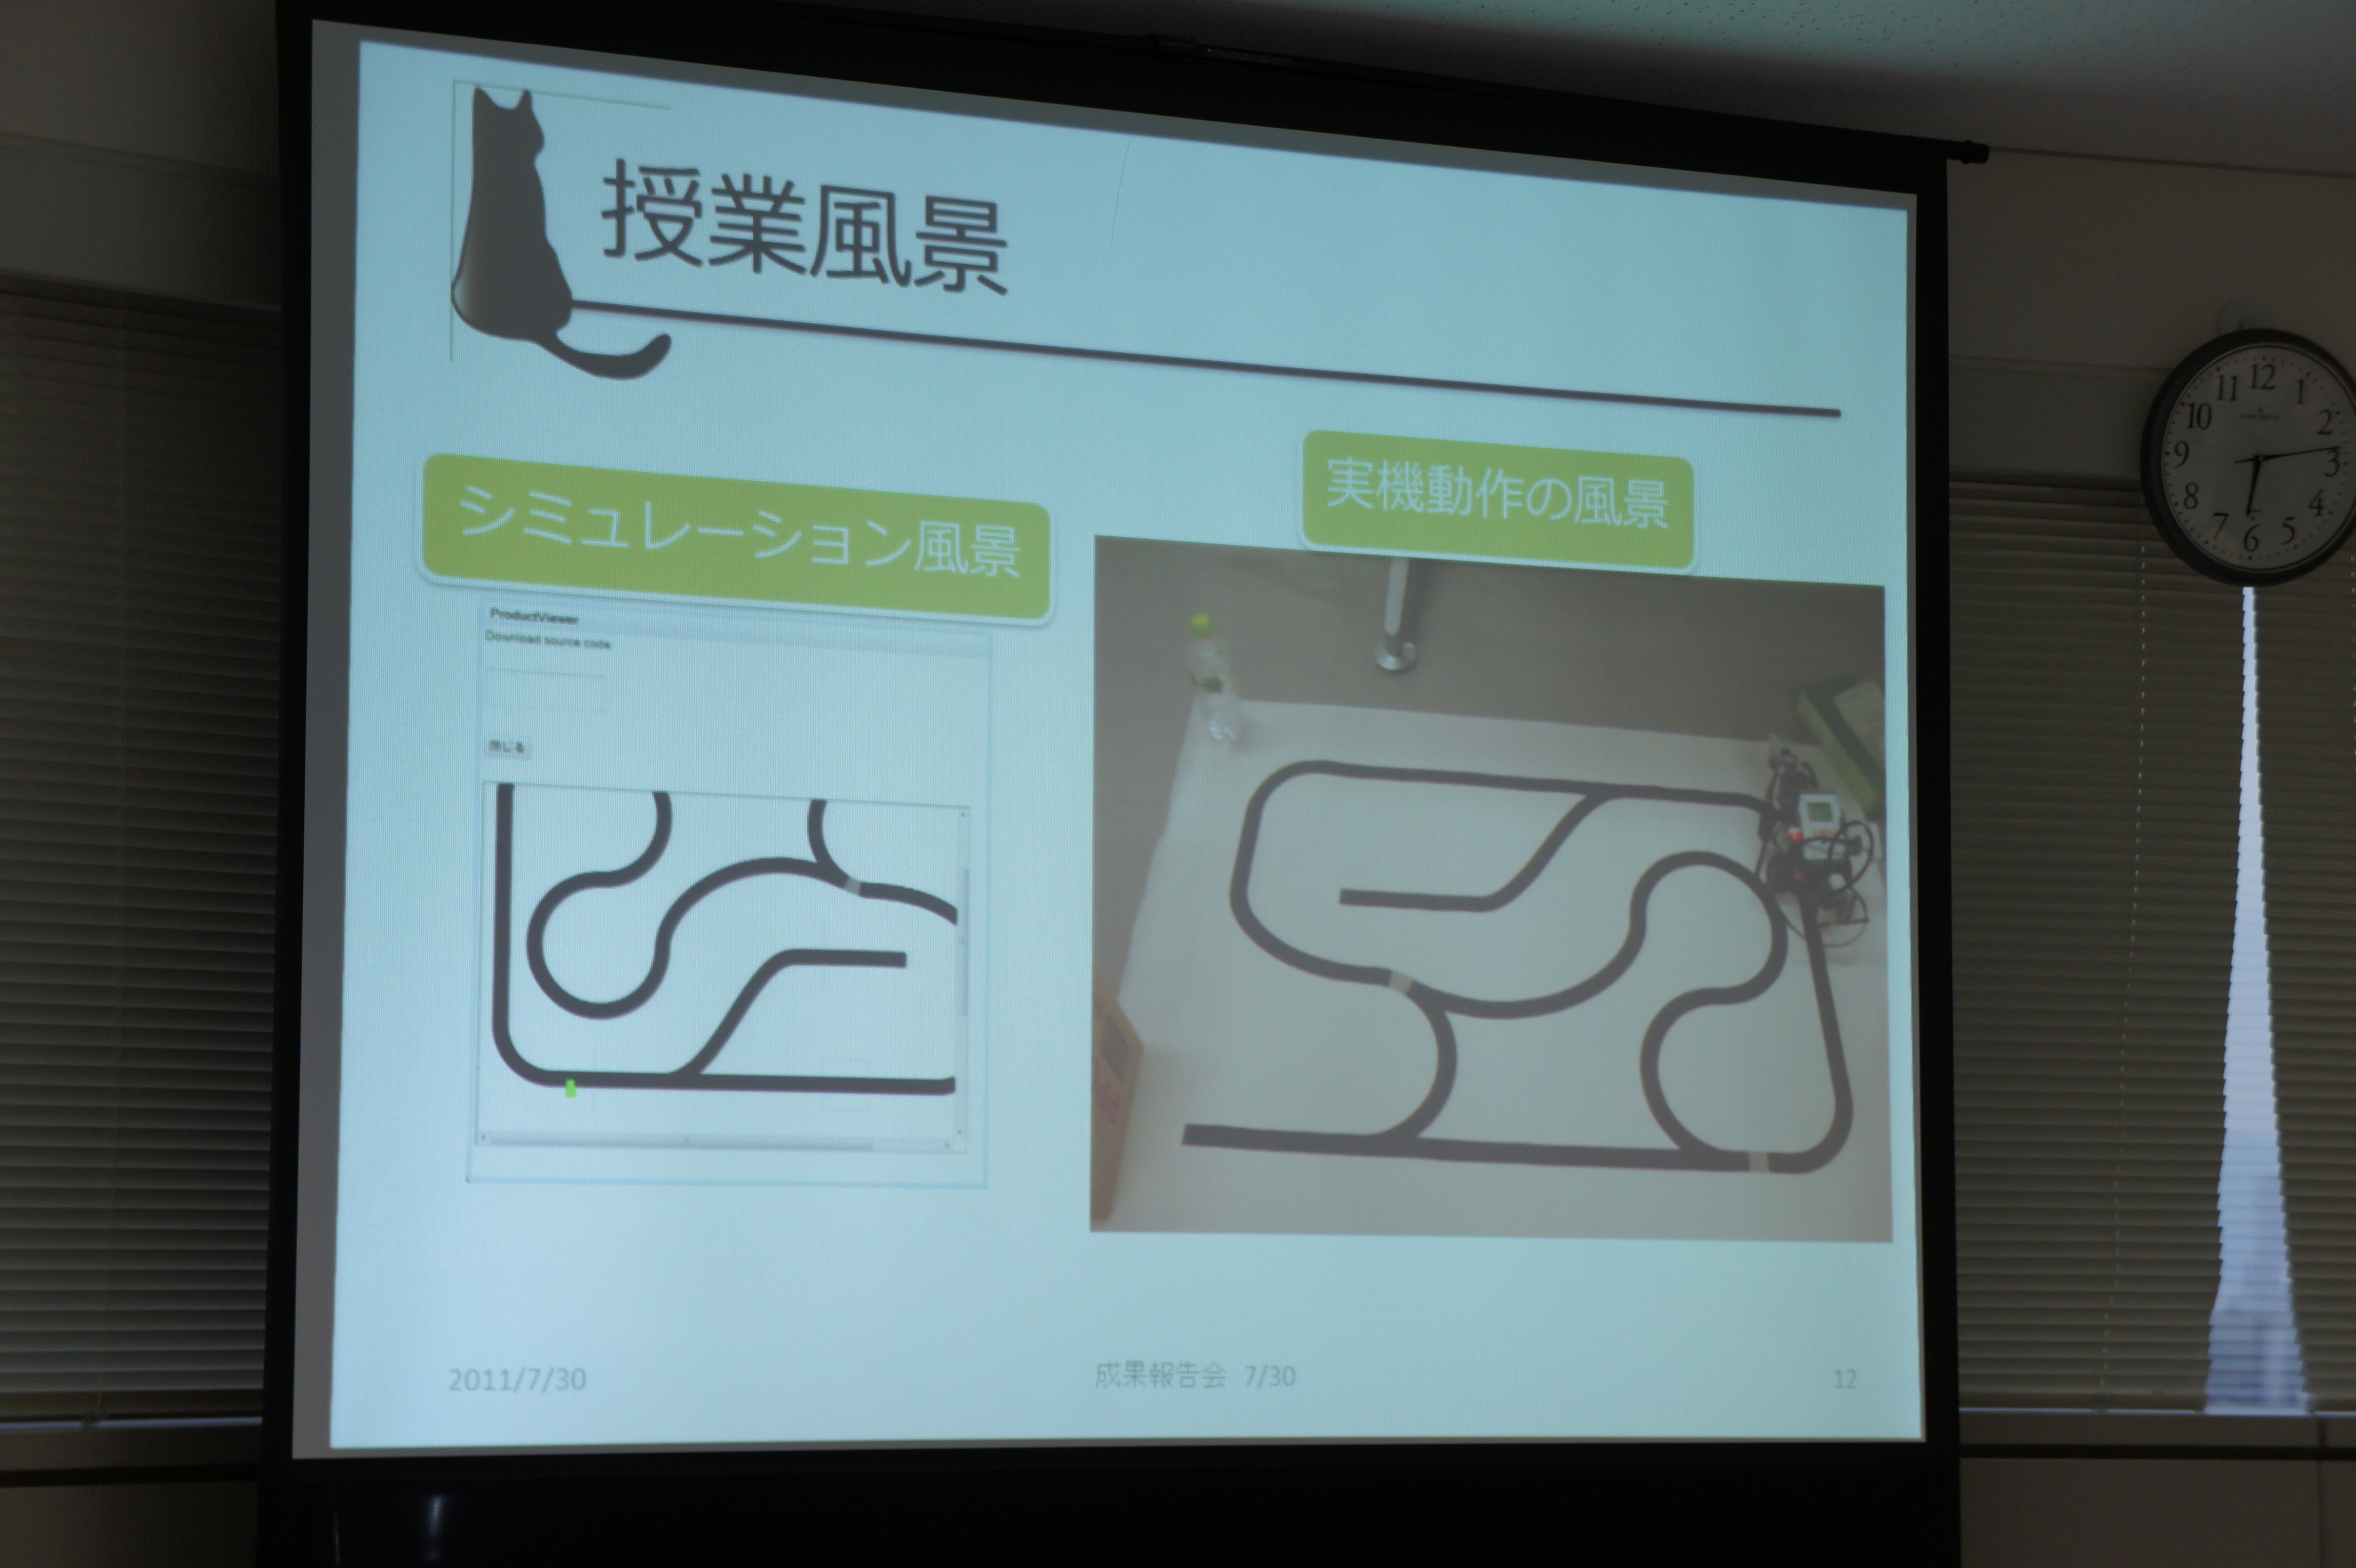 授業風景
シミュレーション風景
実機動作の風景
ProductViewer
Download source code
閉じる
2011/7/30
成果報告会 7/30
12
12
1
2
3
4
5
6
7
8
9
10
11